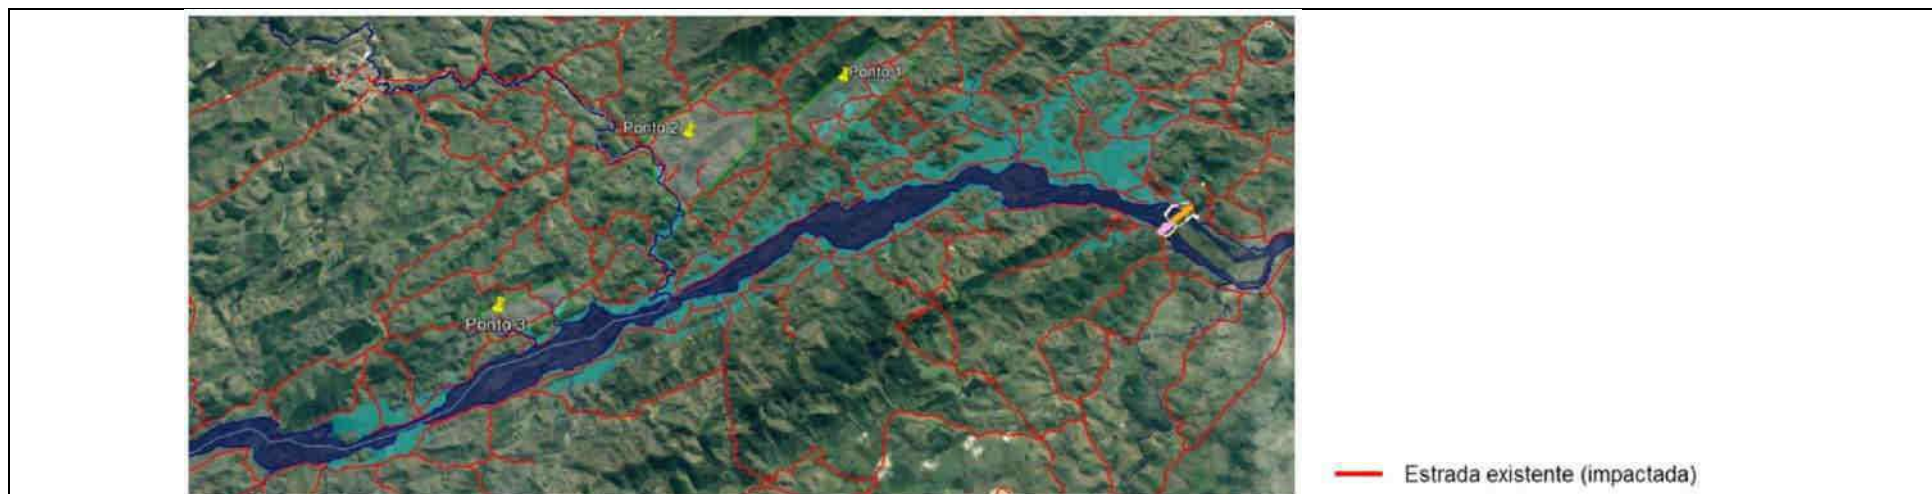 Ponto 1
Ponto 2
Ponto 3
Estrada existente (impactada)